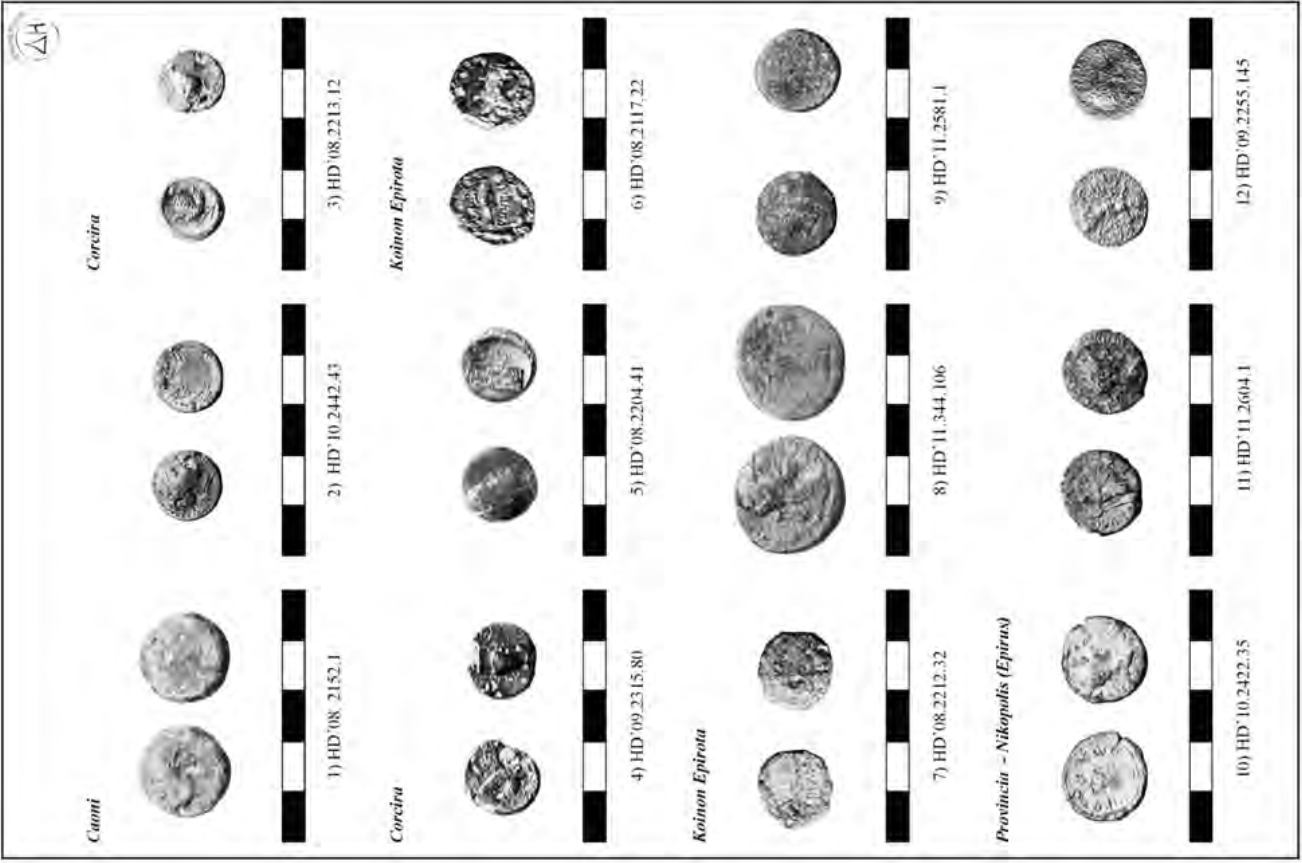 ΔΗ
Caoni
Corcira
1) HD'08. 2152.1
2) HD'10.2442.43
3) HD'08.2213.12
Corcira
Koinon Epirota
4) HD'09.2315.80
5) HD'08.2204.41
6) HD'08.2117.22
Koinon Epirota
7) HD'08.2212.32
8) HD'11.344.106
9) HD'11.2581.1
Provincia - Nikopolis (Epirus)
10) HD'10.2422.35
11) HD'11.2604.1
12) HD'09.2255.145